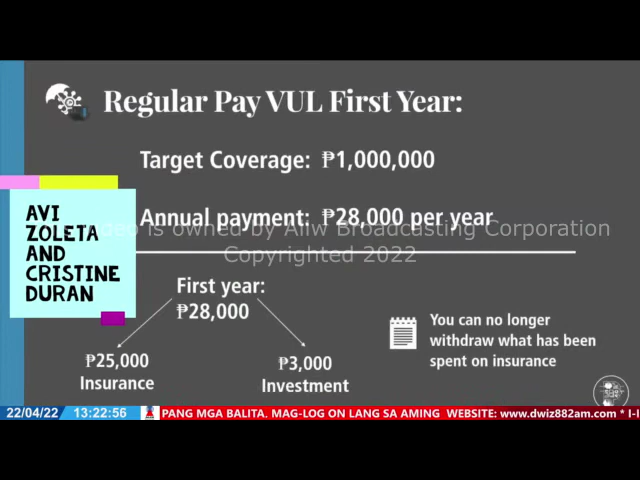 Regular Pay VUL First Year:
Target Coverage: ₱1,000,000
Annual payment: ₱28,000 per year
is owned by Aliw Broadcasting Corporation
Copyrighted 2022
AVI
ZOLETA
AND
CRISTINE
DURAN
First year:
₱28,000
₱25,000
Insurance
₱3,000
Investment
You can no longer
withdraw what has been
spent on insurance
22/04/22 13:22:56 PANG MGA BALITA. MAG-LOG ON LANG SA AMING WEBSITE: www.dwiz882am.com * I-l